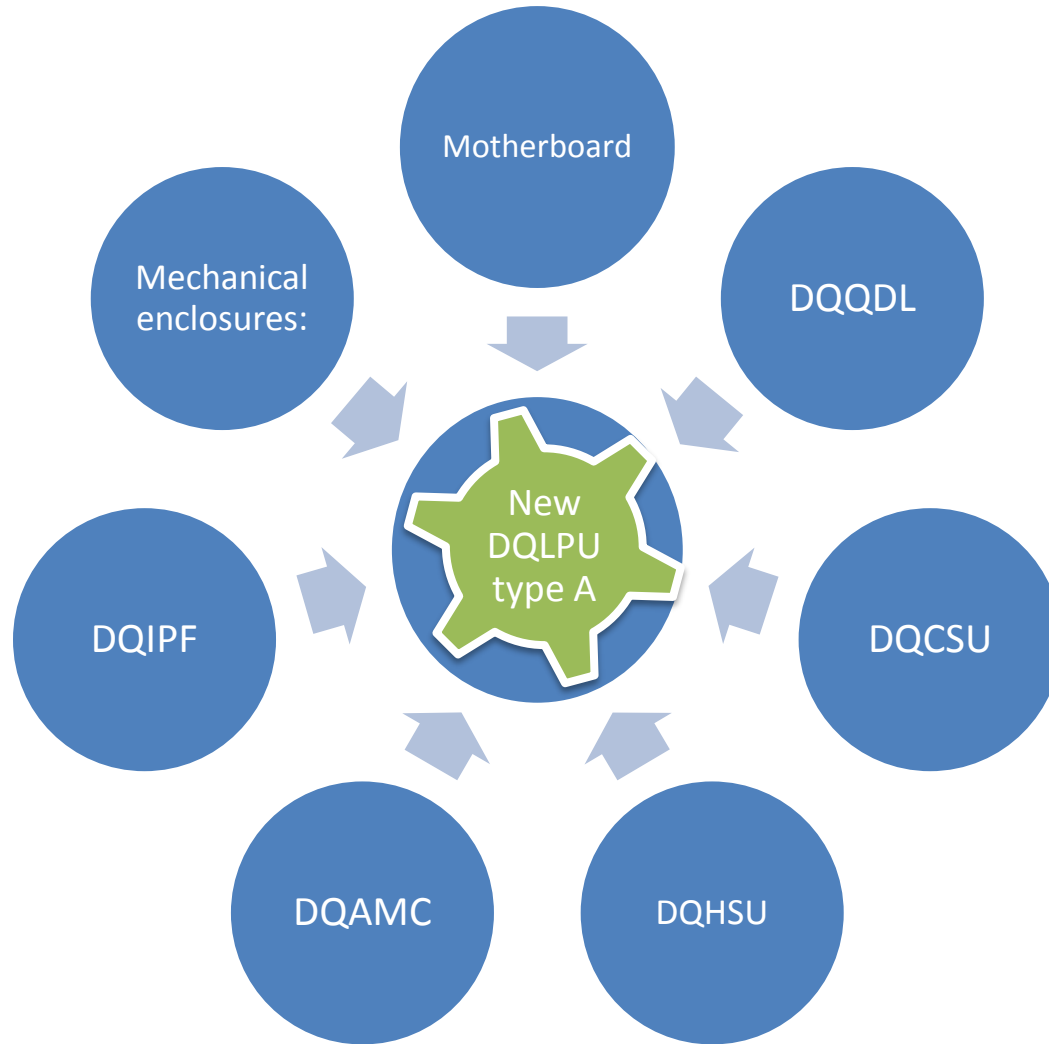 Motherboard
Mechanical
enclosures:
DQQDL
New
DQLPU
type A
DQIPF
DQCSU
DQAMC
DQHSU